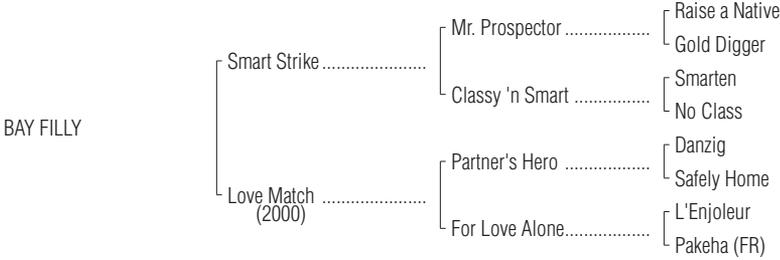 Raise a Native
Mr. Prospector ..................
Gold Digger
Smart Strike......................
Smarten
Classy 'n Smart ................
No Class
BAY FILLY
Danzig
Partner's Hero ..................
Safely Home
Love Match ......................
(2000)
L'Enjoleur
For Love Alone..................
Pakeha (FR)